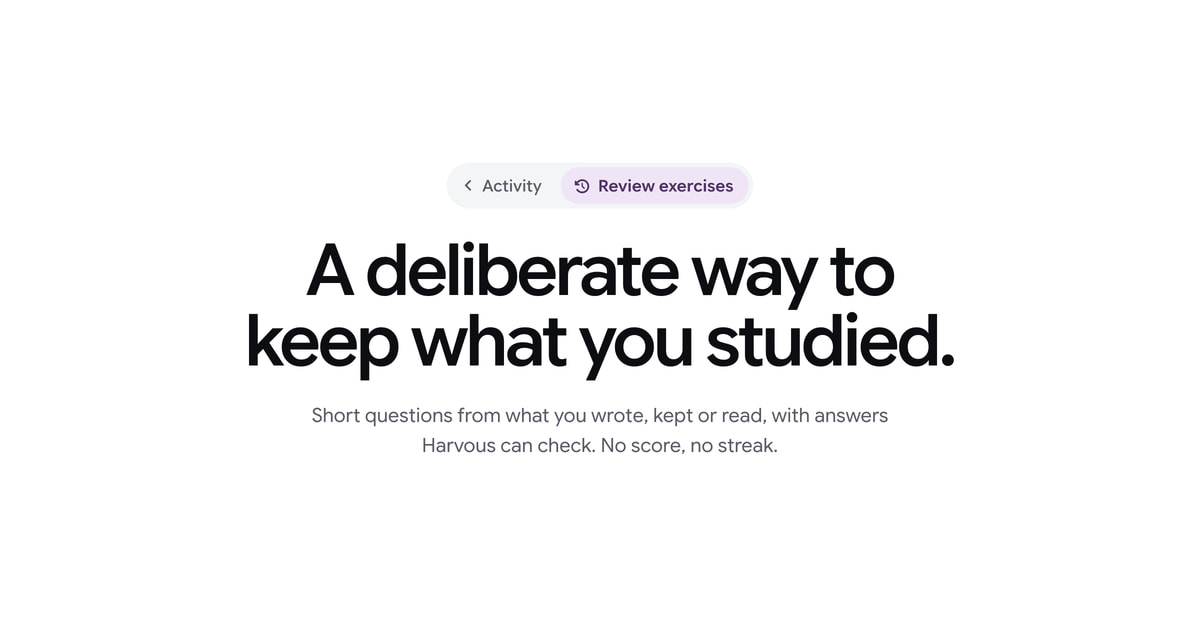 Activity
Review exercises
A deliberate way to
keep what you studied.
Short questions from what you wrote, kept or read, with answers
Harvous can check. No score, no streak.